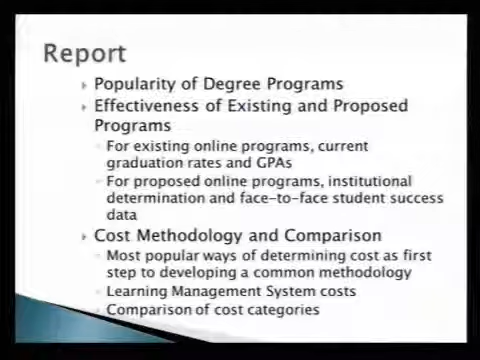 Report
Popularity of Degree Programs
Effectiveness of Existing and Proposed
Programs
For existing online programs, current
graduation rates and GPAs
For proposed online programs, institutional
determination and face-to-face student success
data
Cost Methodology and Comparison
Most popular ways of determining cost as first
step to developing a common methodology
Learning Management System costs
Comparison of cost categories